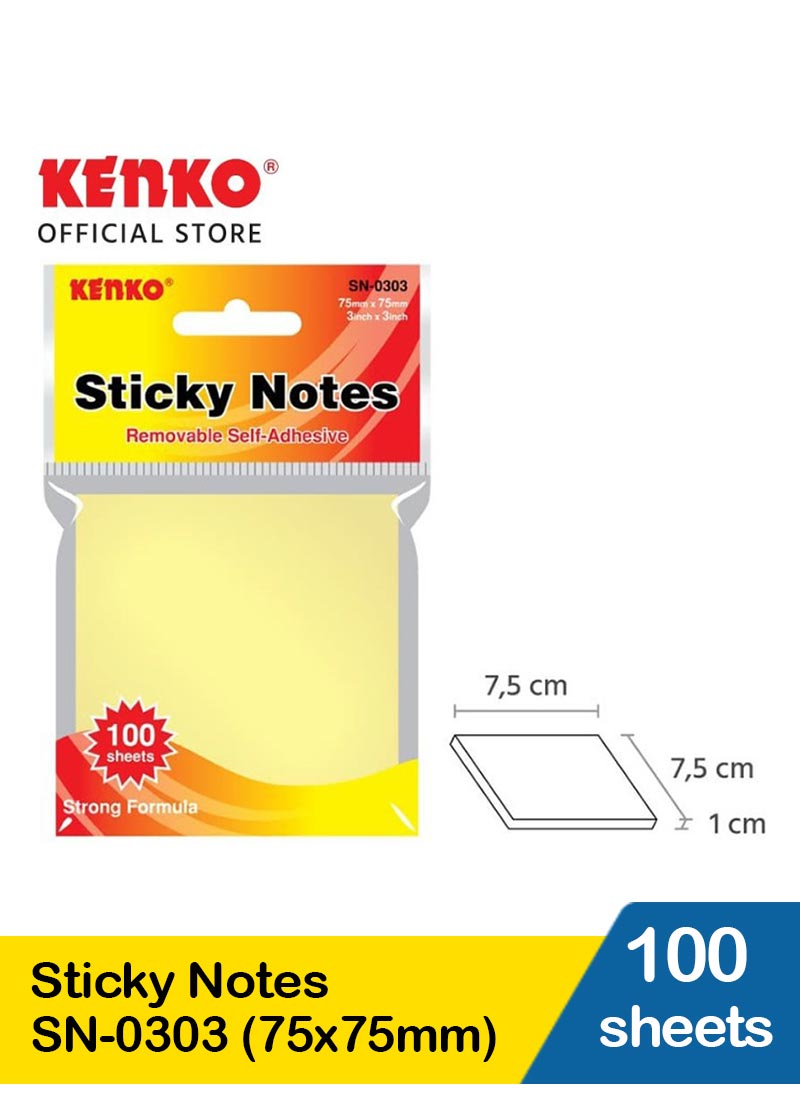 KENKO®
OFFICIAL STORE
KENKO®
SN-0303
75mm x 75mm
3inch x 3inch
Sticky Notes
Removable Self-Adhesive
100
sheets
Strong Formula
7,5 cm
7,5 cm
1 cm
Sticky Notes
SN-0303 (75x75mm)
100
sheets